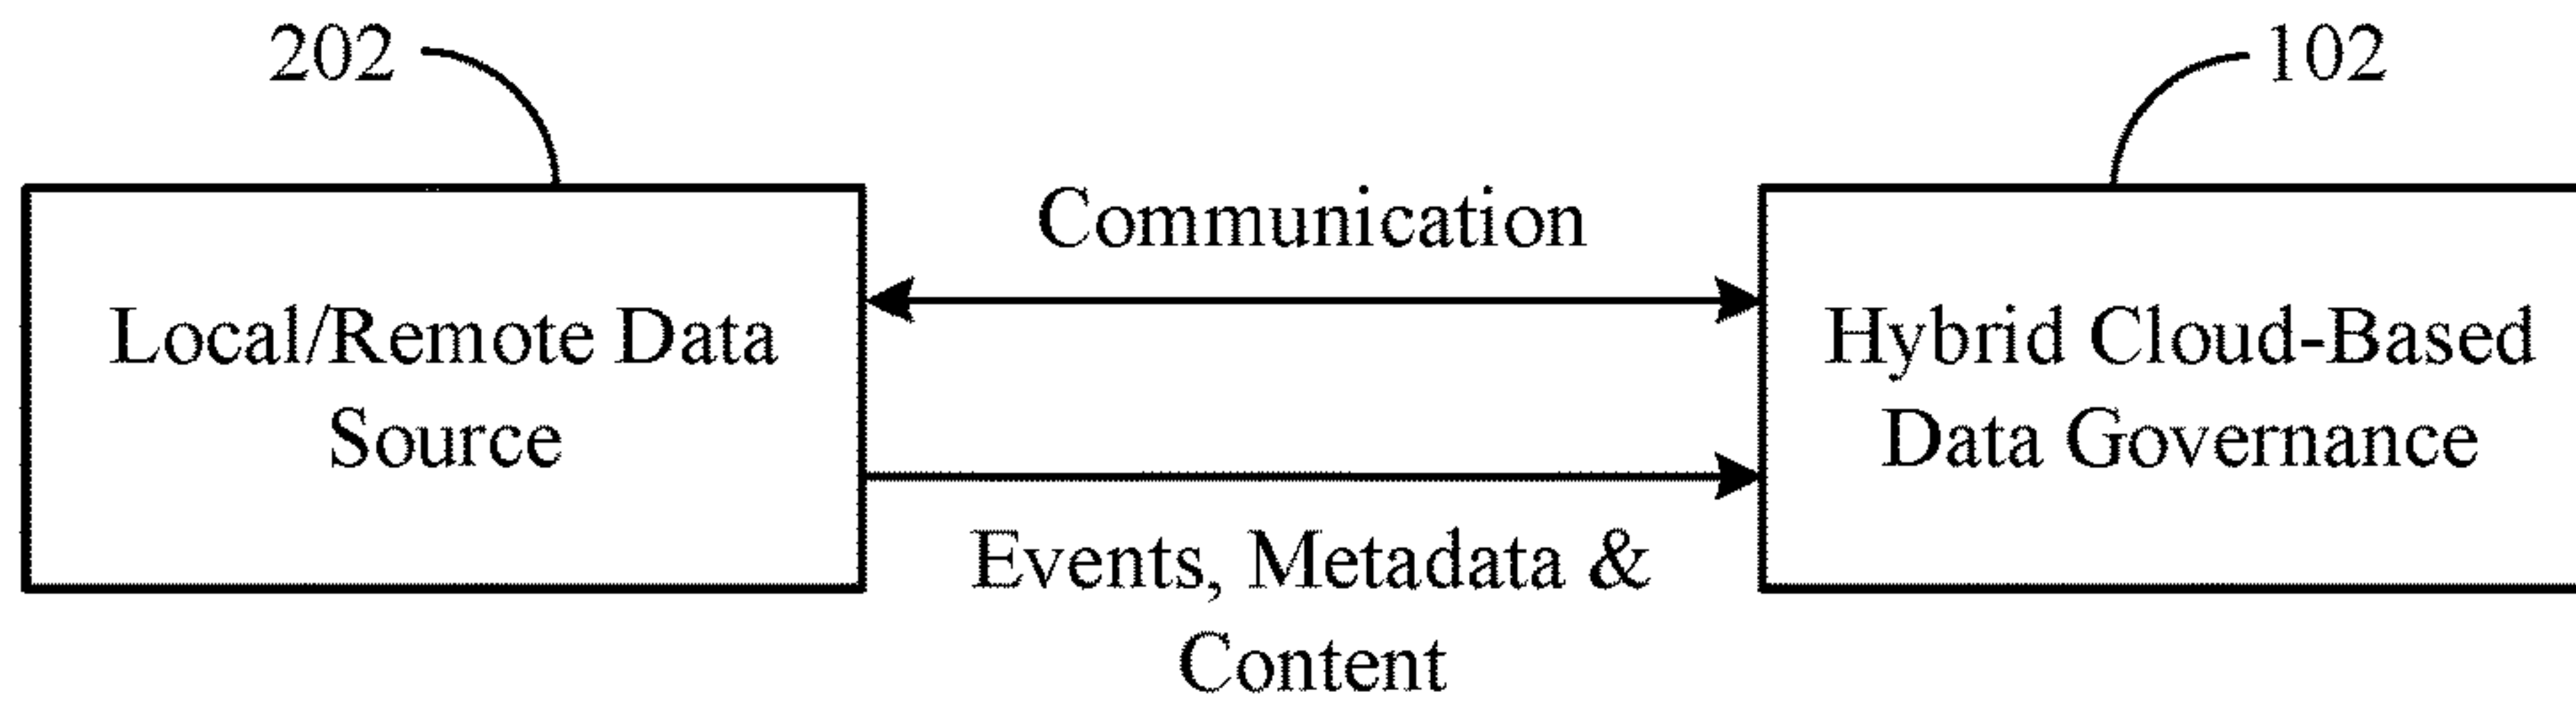 202
102
Communication
Local/Remote Data
Source
Hybrid Cloud-Based
Data Governance
Events, Metadata &
Content